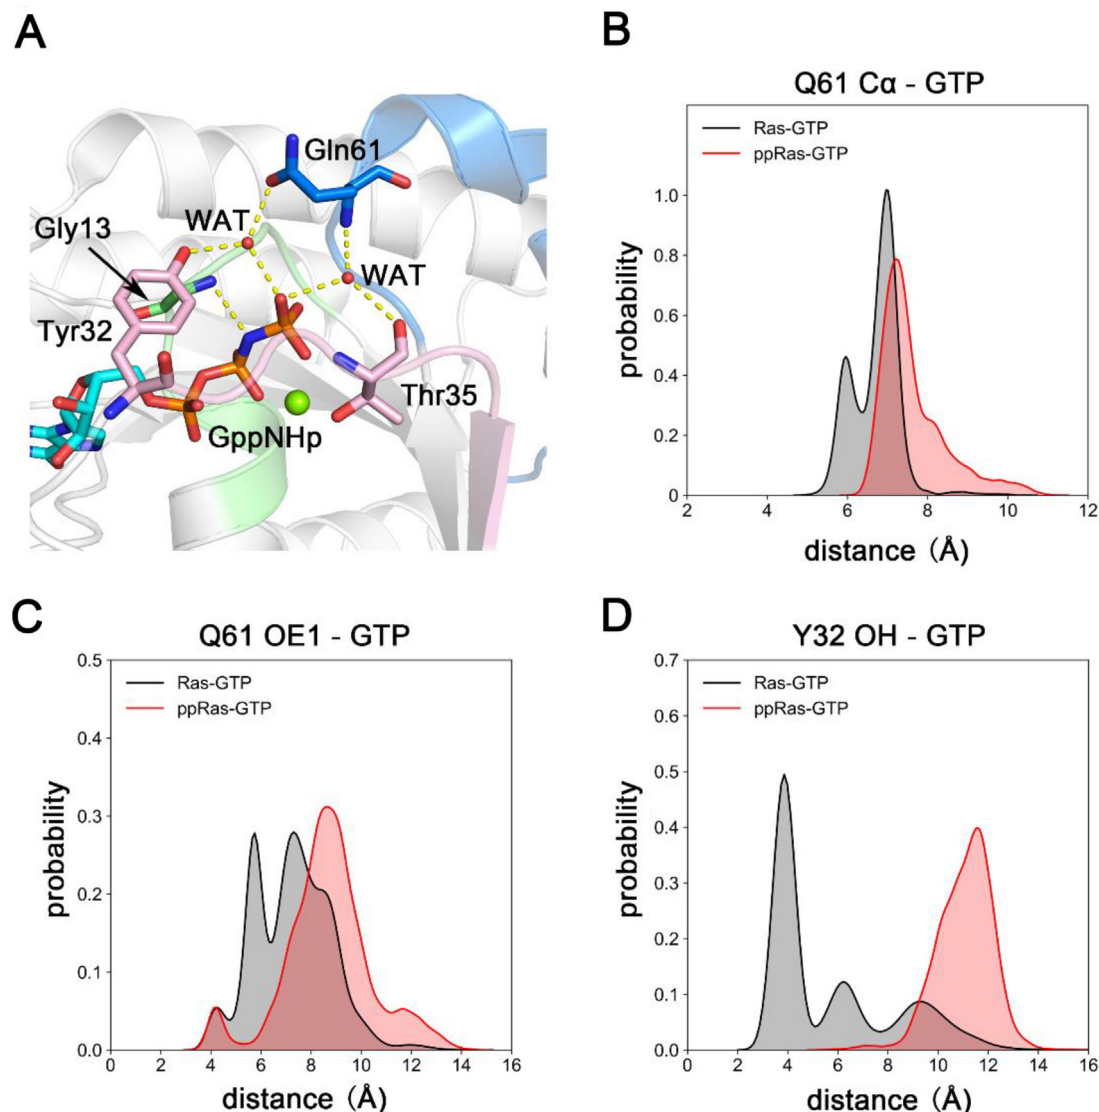 A
Gln61
WAT
Gly13
WAT
Tyr32
Thr35
GppNHp
B
Q61 Cα - GTP
Ras-GTP
ppRas-GTP
1.0
0.8
0.6
0.4
0.2
0
2 4 6 8 10 12
probability
distance (Å)
C
Q61 OE1 - GTP
Ras-GTP
ppRas-GTP
0.5
0.4
0.3
0.2
0.1
0.0
0 2 4 6 8 10 12 14 16
probability
distance (Å)
D
Y32 OH - GTP
Ras-GTP
ppRas-GTP
0.7
0.6
0.5
0.4
0.3
0.2
0.1
0.0
0 2 4 6 8 10 12 14 16
probability
distance (Å)